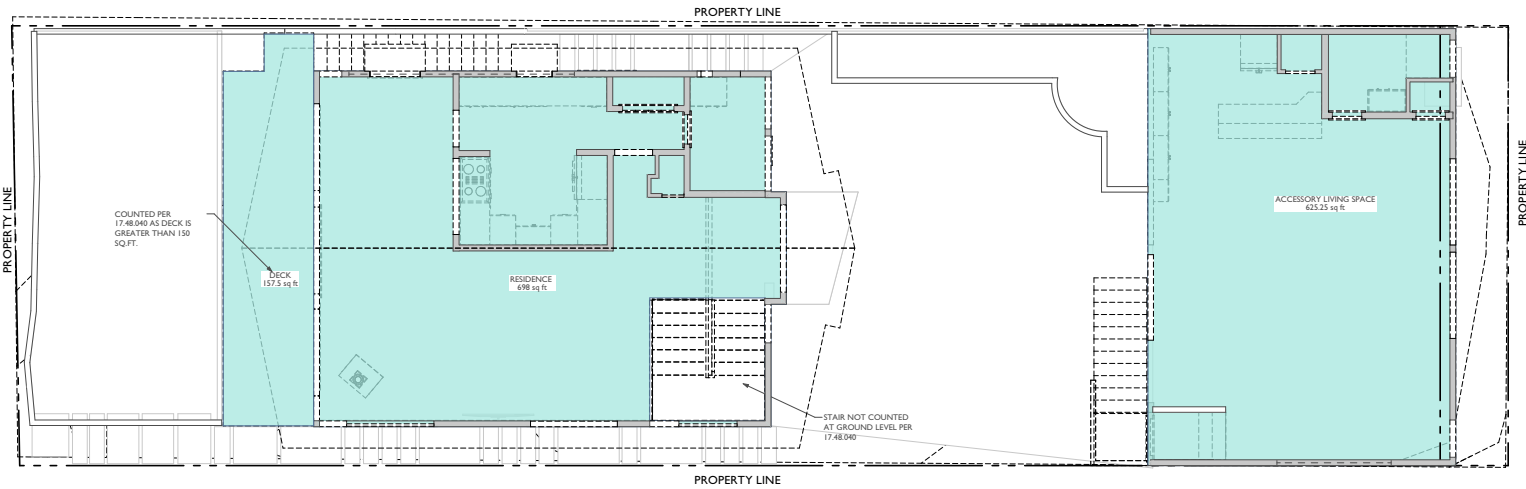 PROPERTY LINE
PROPERTY LINE
COUNTED PER
17.48.040 AS DECK IS
GREATER THAN 150
SQ.FT.
DECK
157.5 sq ft
RESIDENCE
698 sq ft
STAIR NOT COUNTED
AT GROUND LEVEL PER
17.48.040
ACCESSORY LIVING SPACE
625.25 sq ft
PROPERTY LINE
PROPERTY LINE